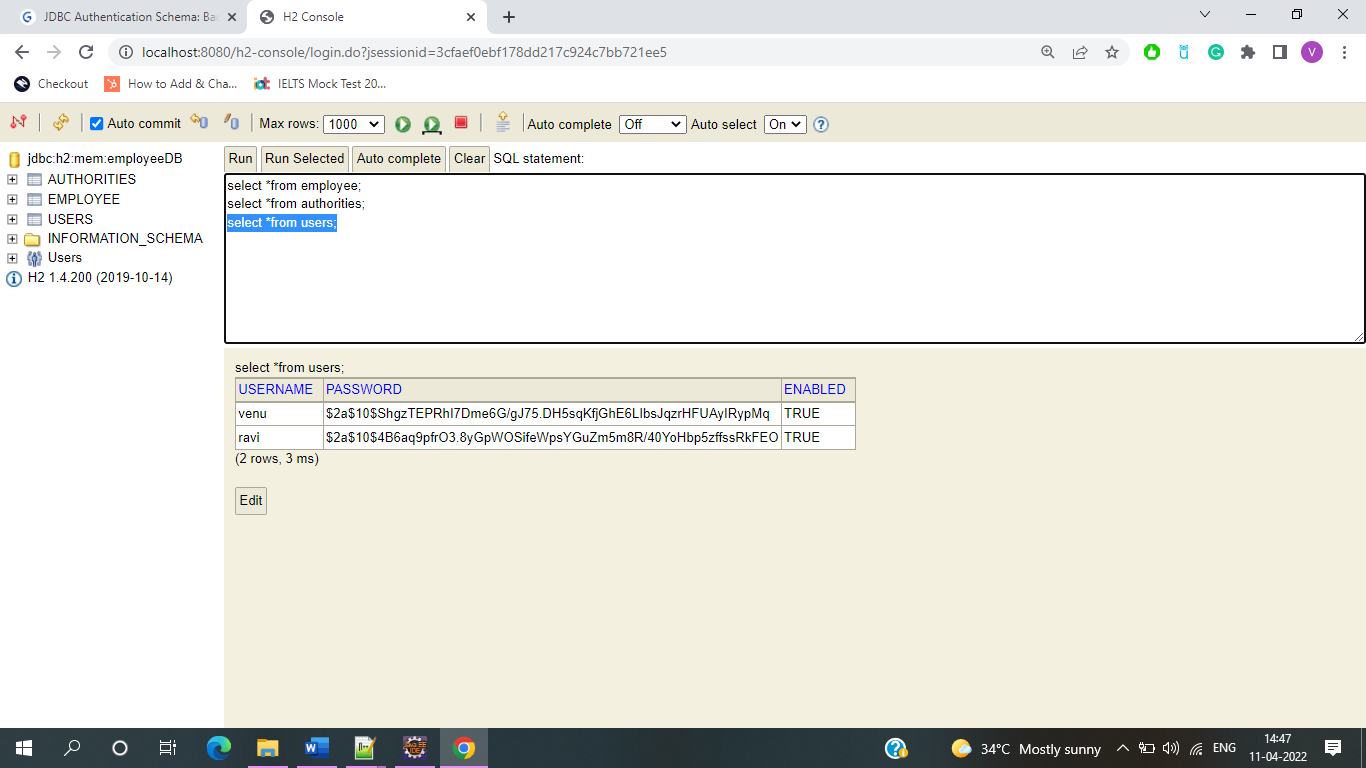 JDBC Authentication Schema: Ba
H2 Console
localhost:8080/h2-console/login.do?jsessionid=3cfaef0ebf178dd217c924c7bb721ee5
V
Checkout
How to Add & Cha...
IELTS Mock Test 20...
Auto commit
Max rows: 1000
Auto complete Off
Auto select On
jdbc:h2:mem:employeeDB
AUTHORITIES
EMPLOYEE
USERS
INFORMATION_SCHEMA
Users
H2 1.4.200 (2019-10-14)
Run Run Selected Auto complete Clear SQL statement:
select *from employee;
select *from authorities;
select *from users;
select *from users;
USERNAME PASSWORD ENABLED
venu $2a$10$ShgzTEPRhI7Dme6G/gJ75.DH5sqKfjGhE6LIbsJqzrHFUAyIRypMq TRUE
ravi $2a$10$4B6aq9pfrO3.8yGpWOSifeWpsYGuZm5m8R/40YoHbp5zffssRkFEO TRUE
(2 rows, 3 ms)
Edit
34°C Mostly sunny
ENG
14:47
11-04-2022